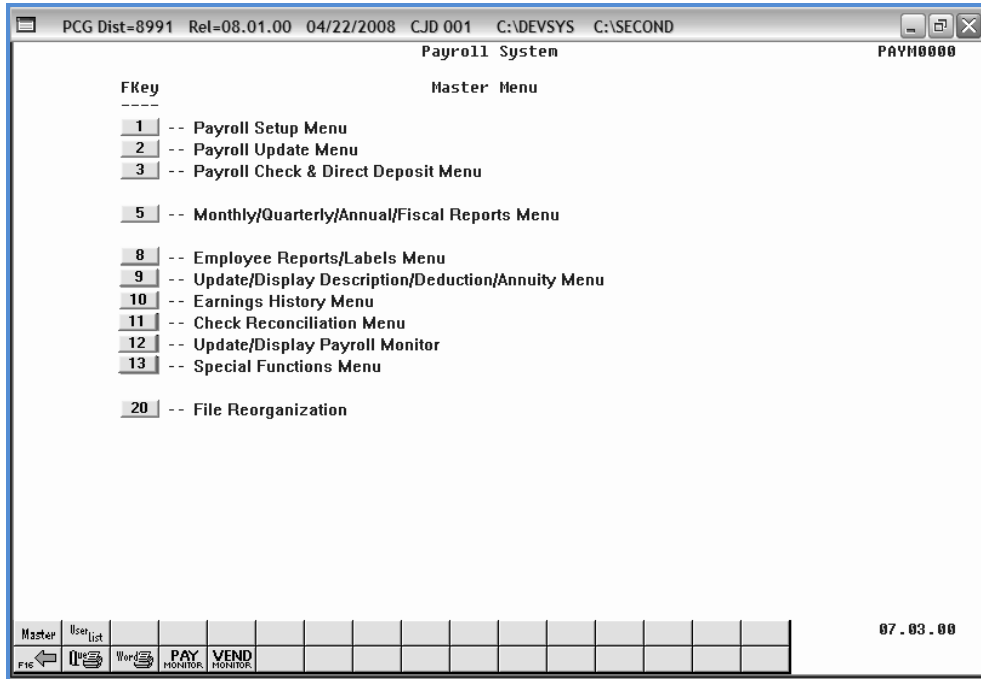 PCG Dist=8991 Rel=08.01.00 04/22/2008 CJD 001 C:\DEVSYS C:\SECOND
Payroll System PAYM0000
FKey Master Menu
----
1 -- Payroll Setup Menu
2 -- Payroll Update Menu
3 -- Payroll Check & Direct Deposit Menu
5 -- Monthly/Quarterly/Annual/Fiscal Reports Menu
8 -- Employee Reports/Labels Menu
9 -- Update/Display Description/Deduction/Annuity Menu
10 -- Earnings History Menu
11 -- Check Reconciliation Menu
12 -- Update/Display Payroll Monitor
13 -- Special Functions Menu
20 -- File Reorganization
Master User list 07.03.00
F16 Que Word PAY MONITOR VEND MONITOR